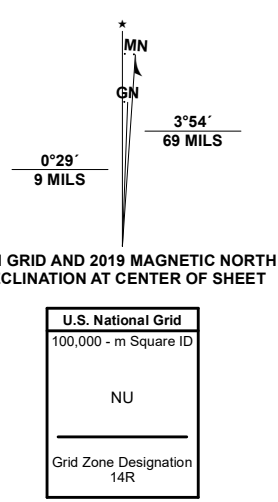 ★
MN
GN
3°54´
69 MILS
0°29´
9 MILS
GRID AND 2019 MAGNETIC NORTH
CLINATION AT CENTER OF SHEET
U.S. National Grid
100,000 - m Square ID
NU
Grid Zone Designation
14R